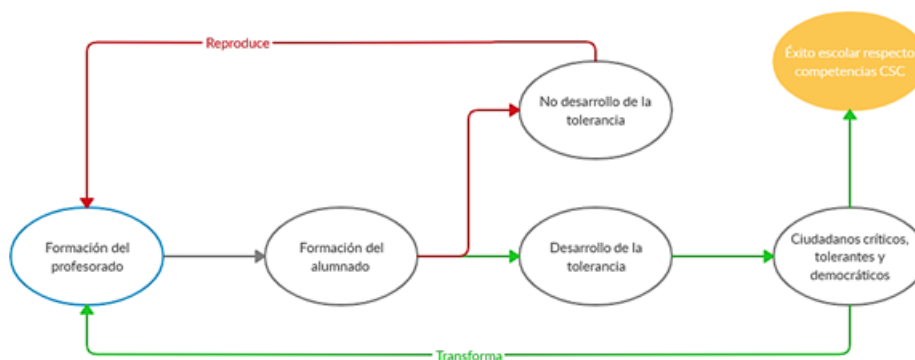 Reproduce
Éxito escolar respecto
competencias CSC
No desarrollo de la
tolerancia
Formación del
profesorado
Formación del
alumnado
Desarrollo de la
tolerancia
Ciudadanos críticos,
tolerantes y
democráticos
Transforma